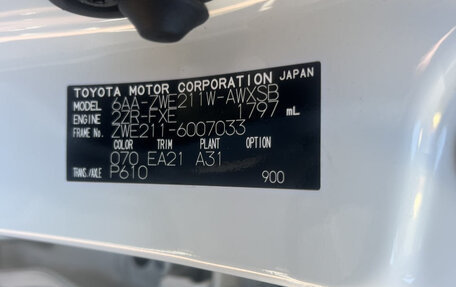 TOYOTA MOTOR CORPORATION JAPAN
MODEL 6AA-ZWE211W-AWXSB
ENGINE 2ZR-FXE 1797 mL
FRAME No. ZWE211-6007033
COLOR TRIM PLANT OPTION
070 EA21 A31
TRANS./AXLE P610
900